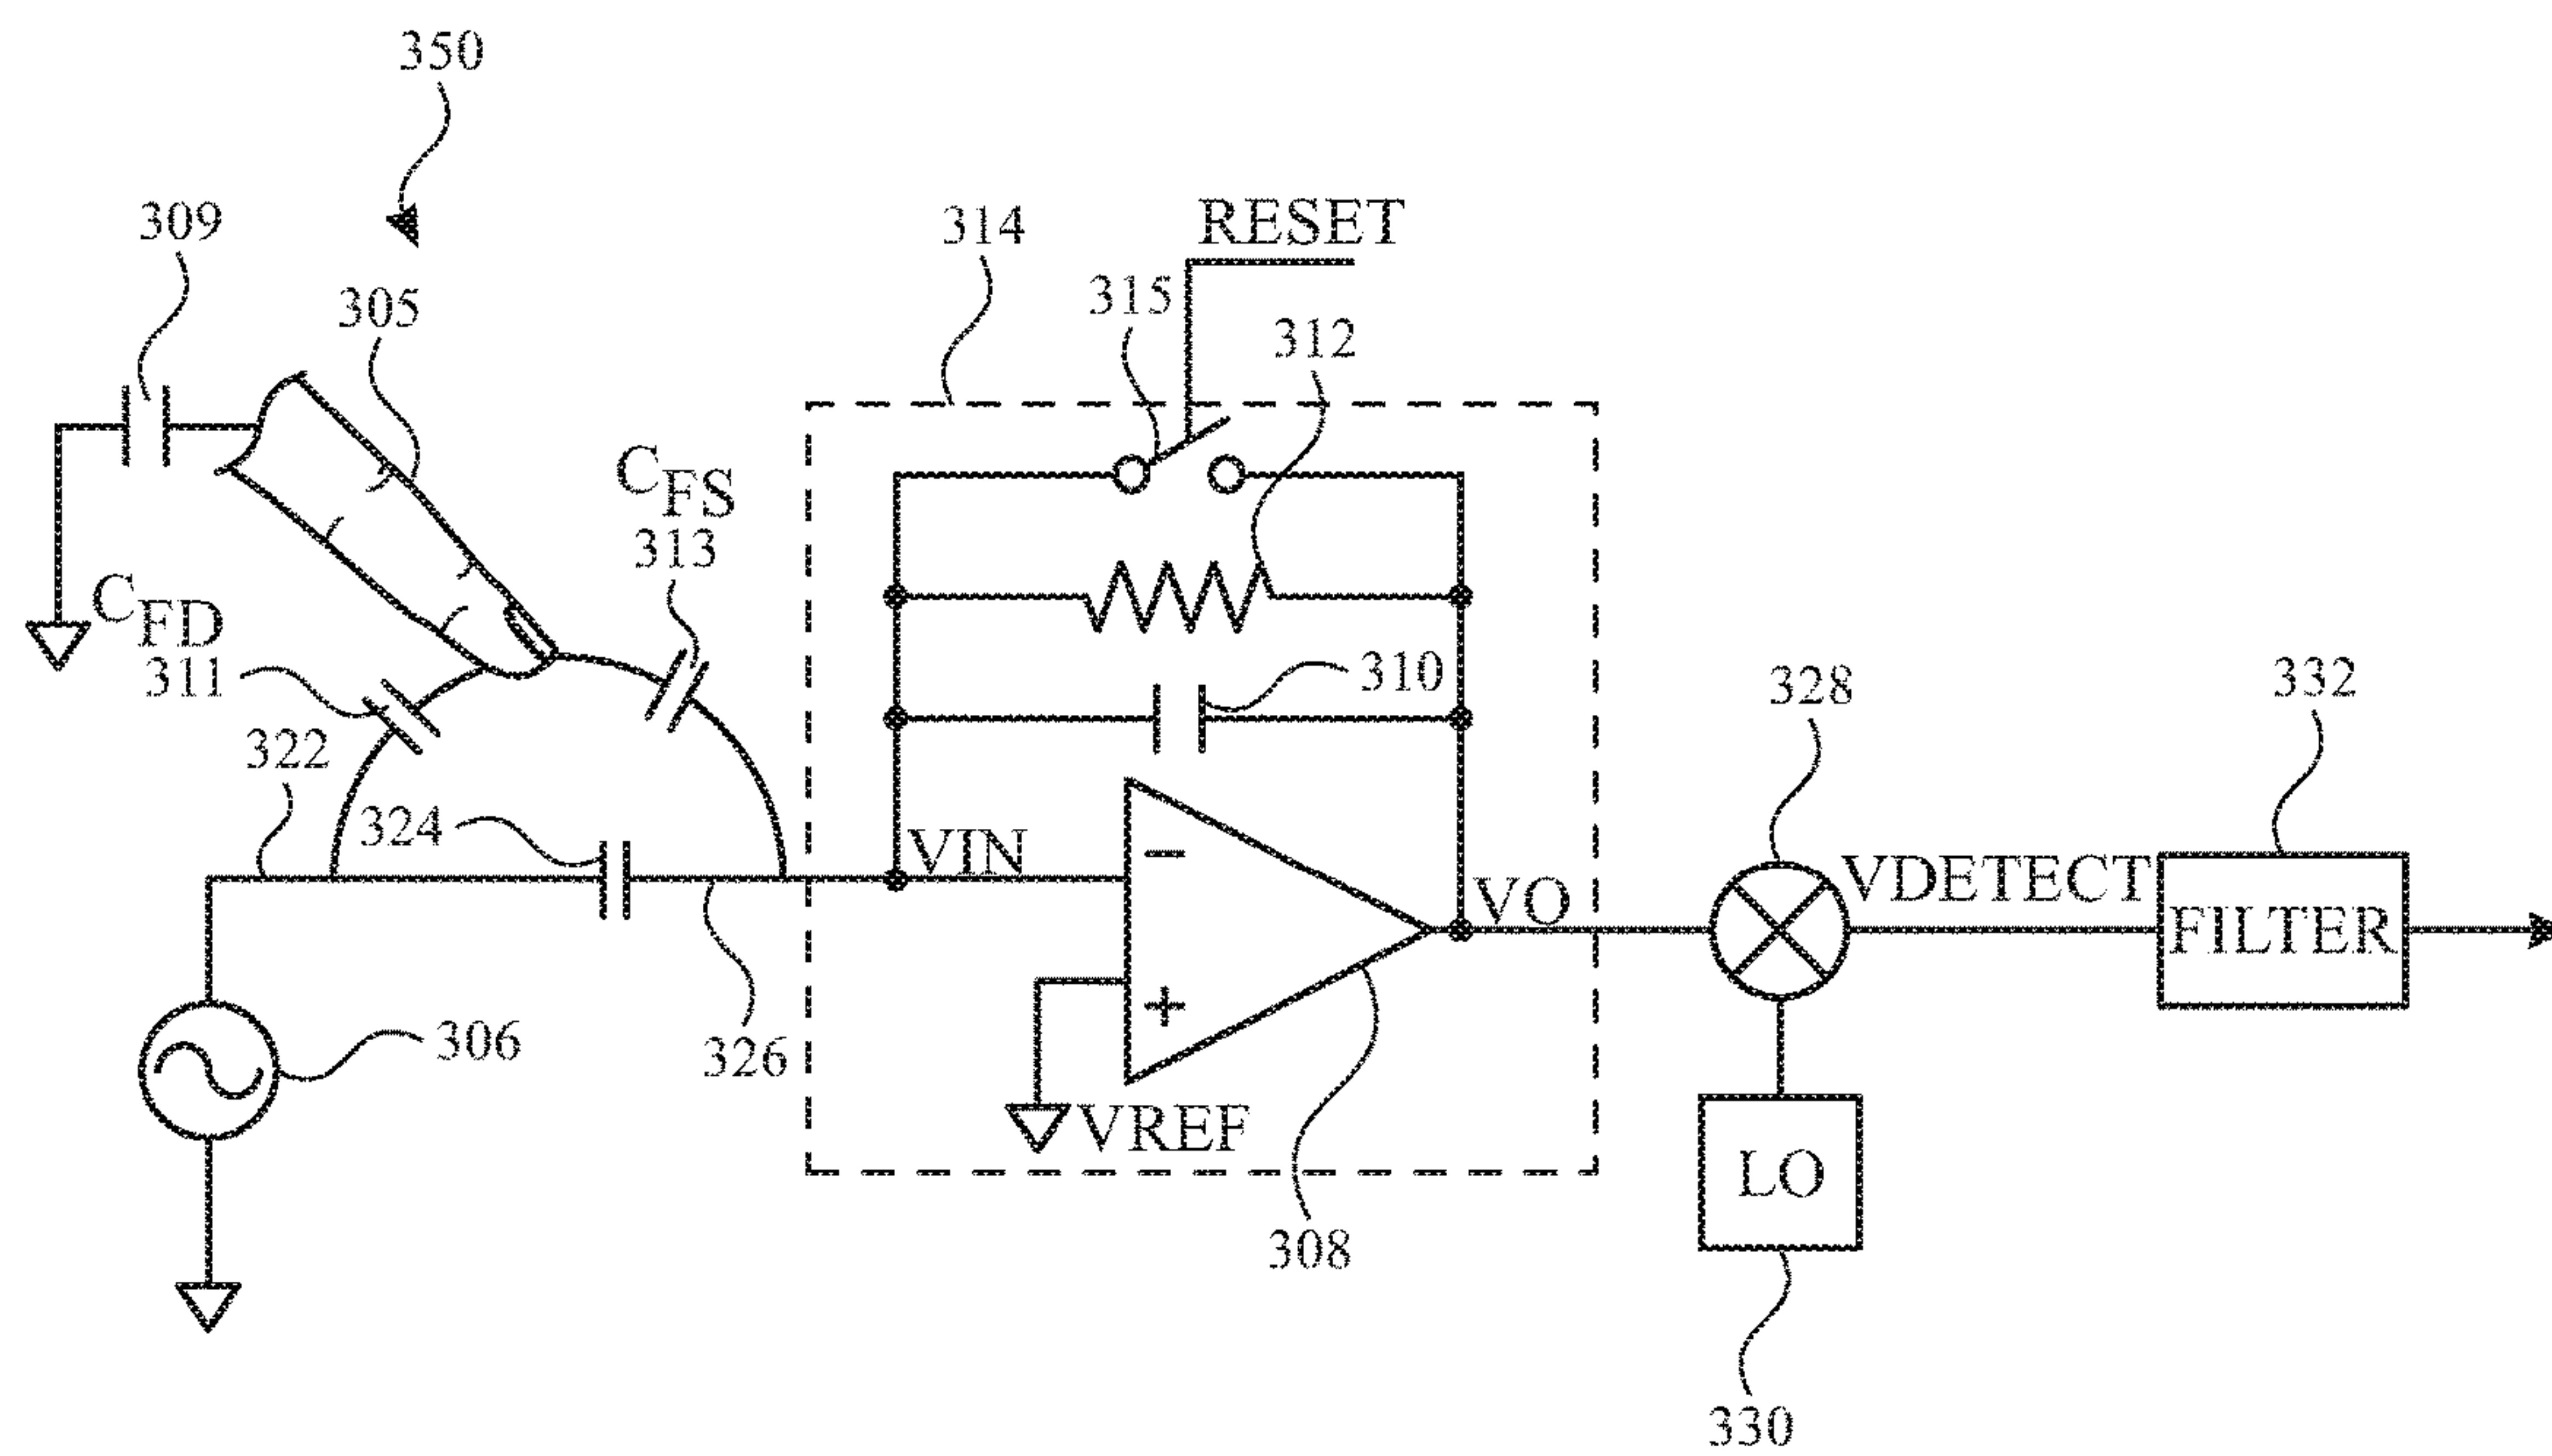 350
309
314
RESET
305
315
312
CFS
313
CFD
311
310
328
332
322
324
VIN
VDETECT
VO
FILTER
306
326
VREF
LO
308
330
−
+